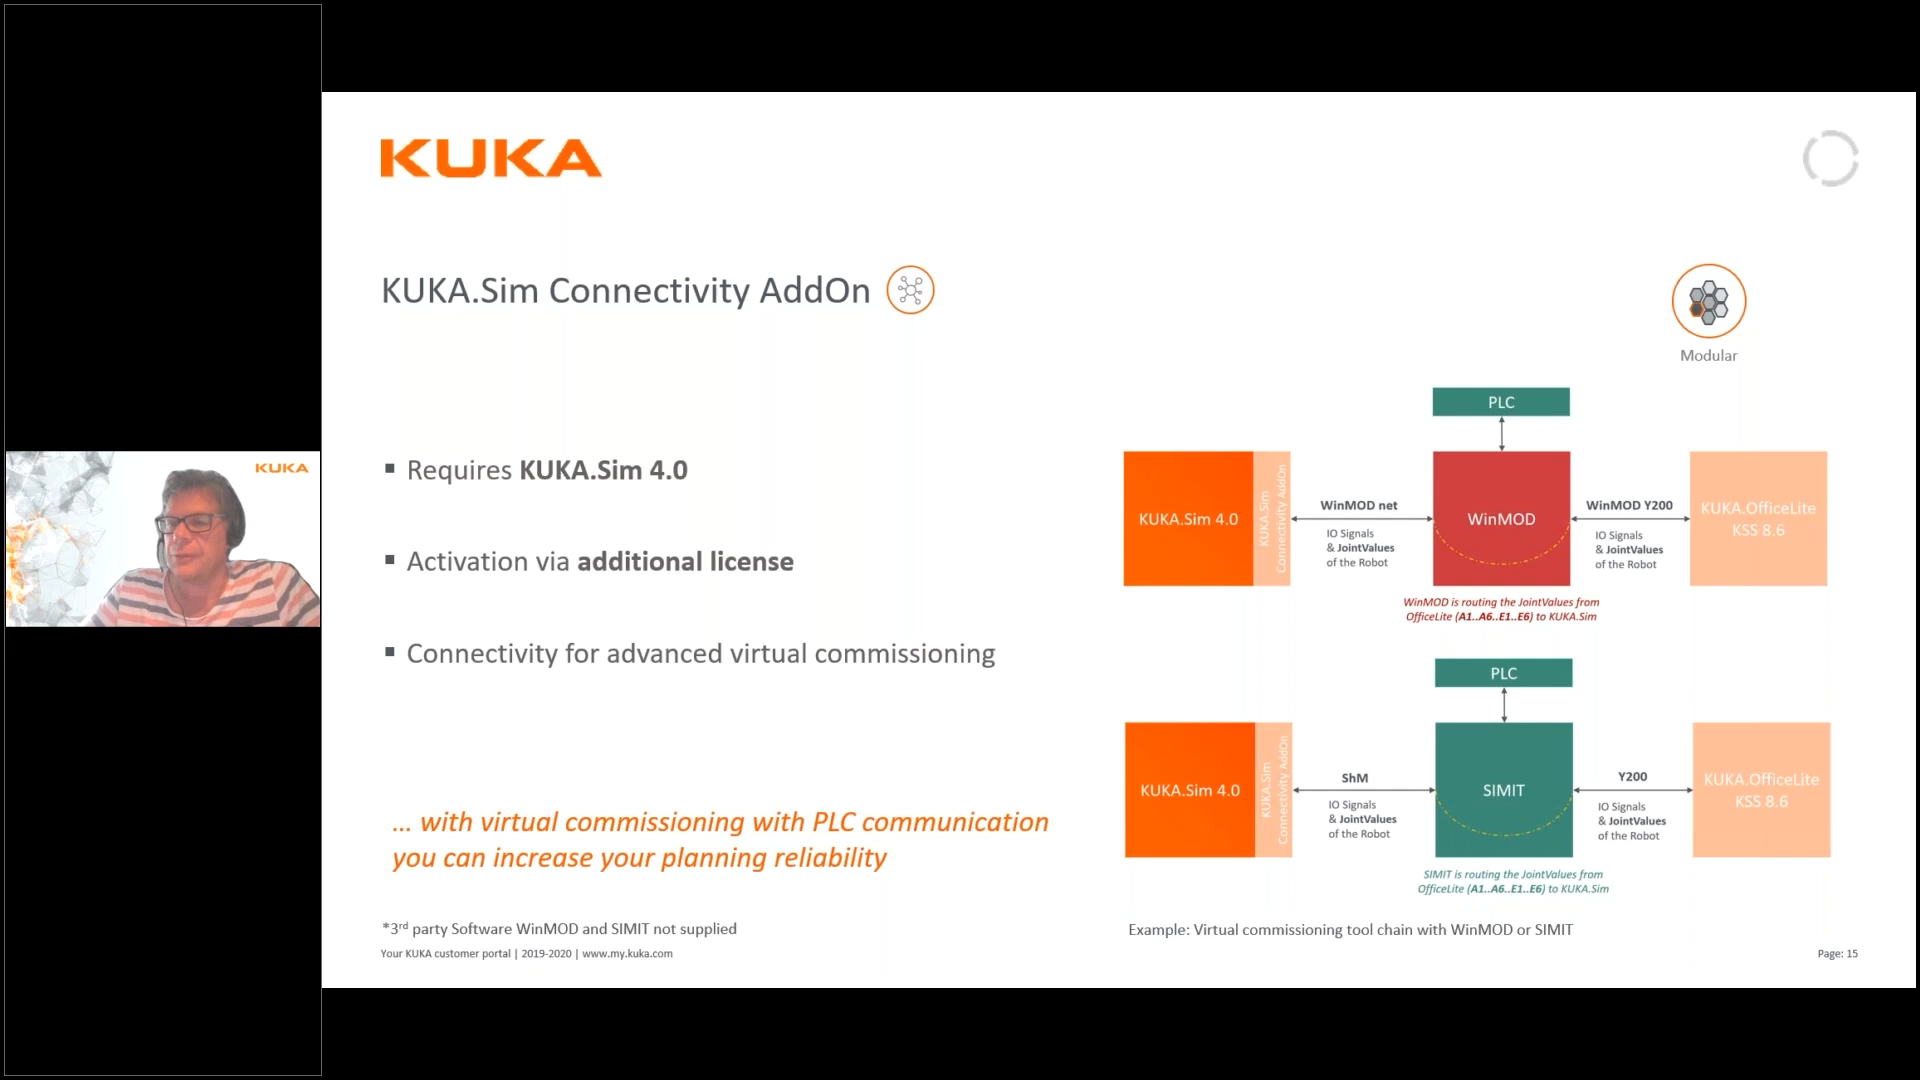 KUKA
KUKA
KUKA.Sim Connectivity AddOn
Modular
▪ Requires KUKA.Sim 4.0
▪ Activation via additional license
▪ Connectivity for advanced virtual commissioning
... with virtual commissioning with PLC communication
you can increase your planning reliability
PLC
KUKA.Sim 4.0
KUKA.Sim
Connectivity AddOn
WinMOD net
IO Signals
& JointValues
of the Robot
WinMOD
WinMOD Y200
IO Signals
& JointValues
of the Robot
KUKA.OfficeLite
KSS 8.6
WinMOD is routing the JointValues from
OfficeLite (A1..A6..E1..E6) to KUKA.Sim
PLC
KUKA.Sim 4.0
KUKA.Sim
Connectivity AddOn
ShM
IO Signals
& JointValues
of the Robot
SIMIT
Y200
IO Signals
& JointValues
of the Robot
KUKA.OfficeLite
KSS 8.6
SIMIT is routing the JointValues from
OfficeLite (A1..A6..E1..E6) to KUKA.Sim
*3rd party Software WinMOD and SIMIT not supplied
Example: Virtual commissioning tool chain with WinMOD or SIMIT
Your KUKA customer portal | 2019-2020 | www.my.kuka.com
Page: 15